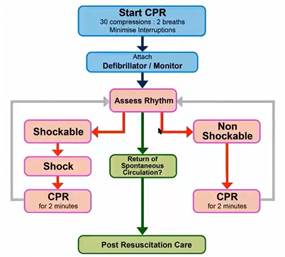 Start CPR
30 compressions : 2 breaths
Minimise Interruptions
Attach
Defibrillator / Monitor
Assess Rhythm
Shockable
Non
Shockable
Return of
Spontaneous
Circulation?
Shock
CPR
for 2 minutes
CPR
for 2 minutes
Post Resuscitation Care